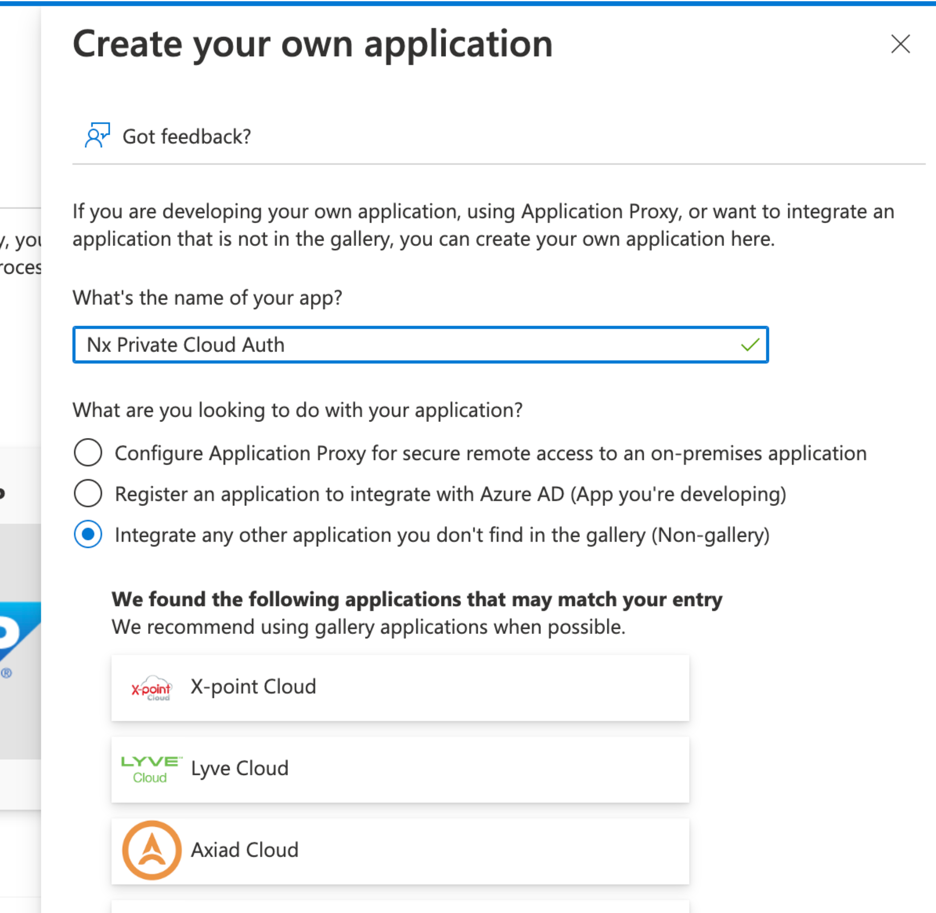 Create your own application
Got feedback?
If you are developing your own application, using Application Proxy, or want to integrate an
application that is not in the gallery, you can create your own application here.
What's the name of your app?
Nx Private Cloud Auth
What are you looking to do with your application?
Configure Application Proxy for secure remote access to an on-premises application
Register an application to integrate with Azure AD (App you're developing)
Integrate any other application you don't find in the gallery (Non-gallery)
We found the following applications that may match your entry
We recommend using gallery applications when possible.
X-point
Cloud
X-point Cloud
LYVE
Cloud
Lyve Cloud
Axiad Cloud